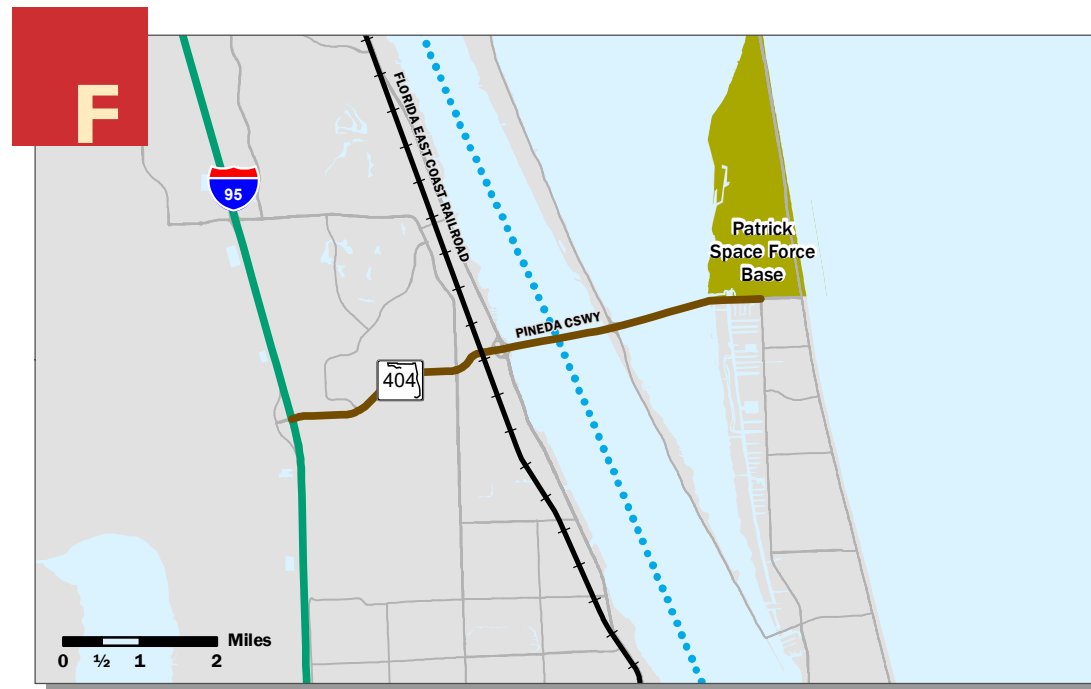 F
95
FLORIDA EAST COAST RAILROAD
Patrick
Space Force
Base
PINEDA CSWY
404
Miles
0 ½ 1 2